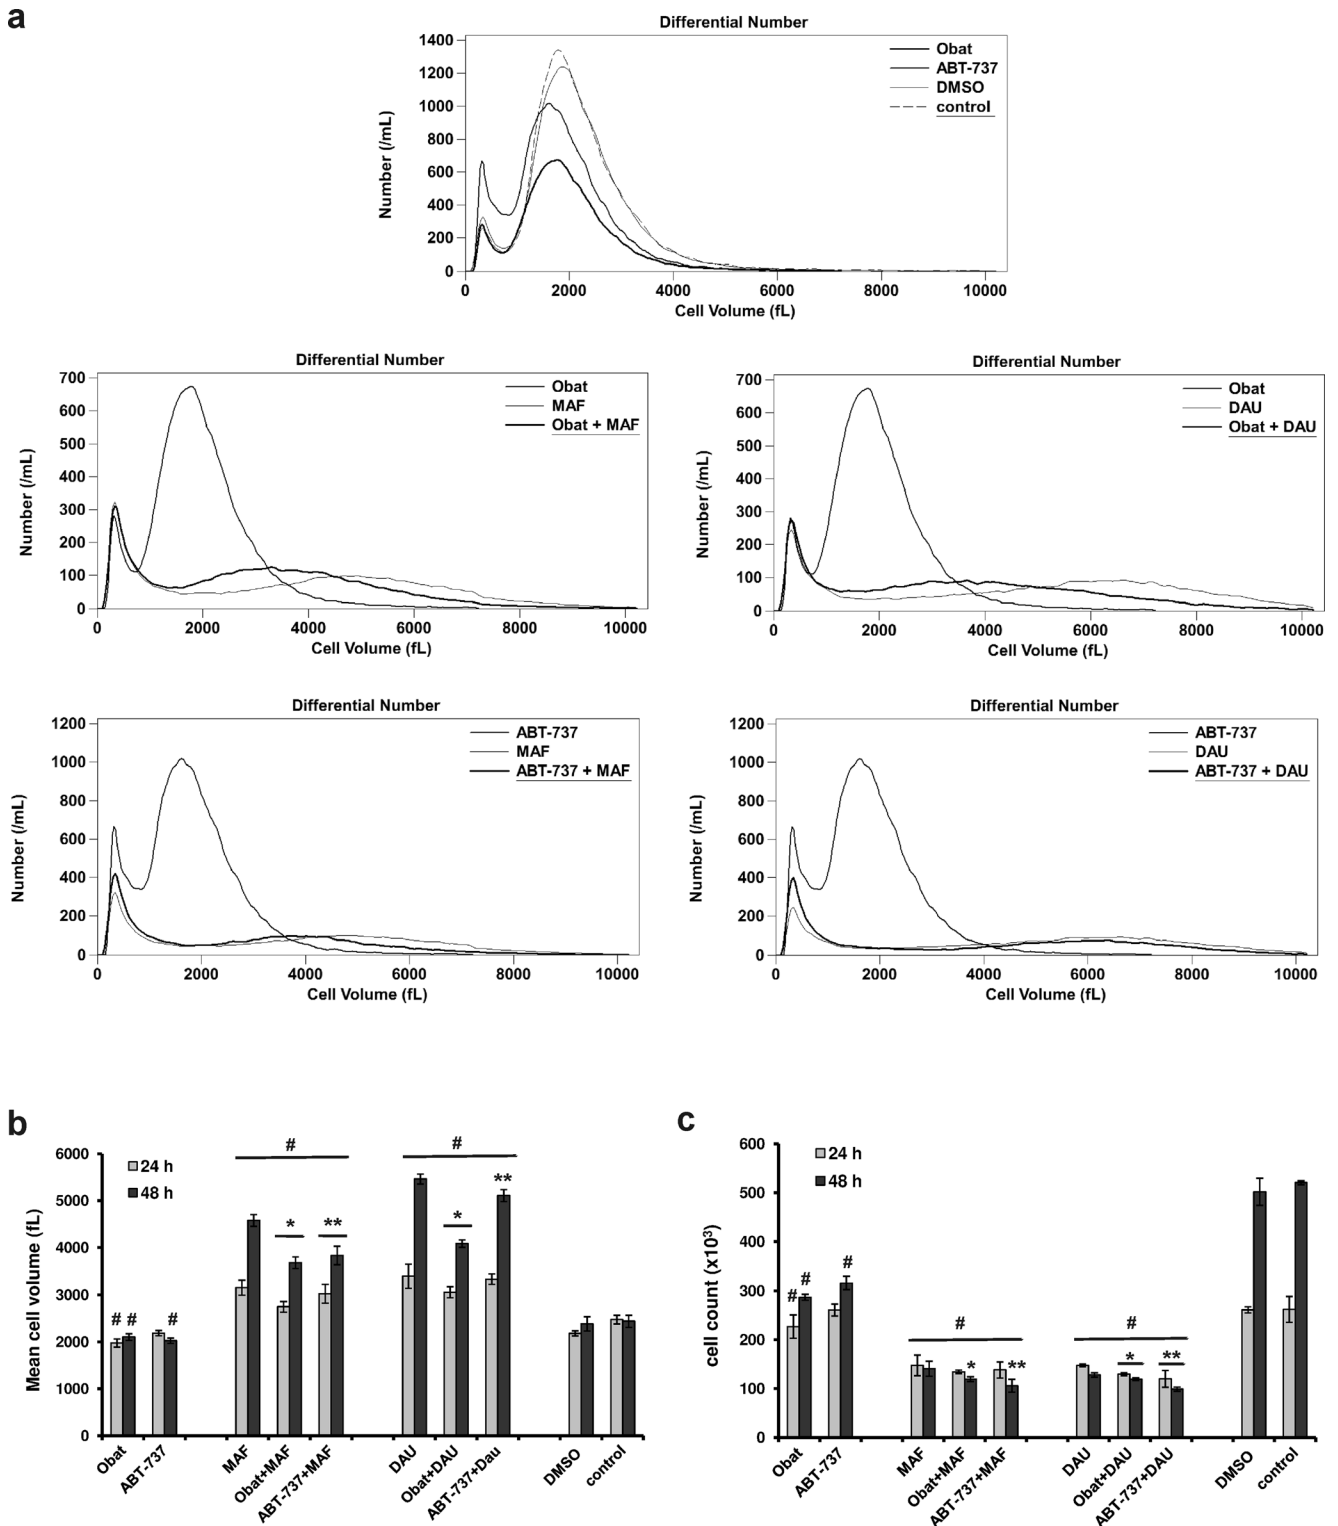 a
Differential Number
1400
1200
1000
800
600
400
200
0
Number (/mL)
Obat
ABT-737
DMSO
control
0 2000 4000 6000 8000 10000
Cell Volume (fL)
Differential Number
700
600
500
400
300
200
100
0
Number (/mL)
Obat
MAF
Obat + MAF
0 2000 4000 6000 8000 10000
Cell Volume (fL)
Differential Number
700
600
500
400
300
200
100
0
Number (/mL)
Obat
DAU
Obat + DAU
0 2000 4000 6000 8000 10000
Cell Volume (fL)
Differential Number
1200
1000
800
600
400
200
0
Number (/mL)
ABT-737
MAF
ABT-737 + MAF
0 2000 4000 6000 8000 10000
Cell Volume (fL)
Differential Number
1200
1000
800
600
400
200
0
Number (/mL)
ABT-737
DAU
ABT-737 + DAU
0 2000 4000 6000 8000 10000
Cell Volume (fL)
b
6000
5000
4000
3000
2000
1000
0
Mean cell volume (fL)
24 h
48 h
# # #
#
* **
#
* **
Obat
ABT-737
MAF
Obat+MAF
ABT-737+MAF
DAU
Obat+DAU
ABT-737+Dau
DMSO
control
c
600
500
400
300
200
100
0
cell count (x10³)
24 h
48 h
# # #
#
* **
#
* **
Obat
ABT-737
MAF
Obat+MAF
ABT-737+MAF
DAU
Obat+DAU
ABT-737+DAU
DMSO
control